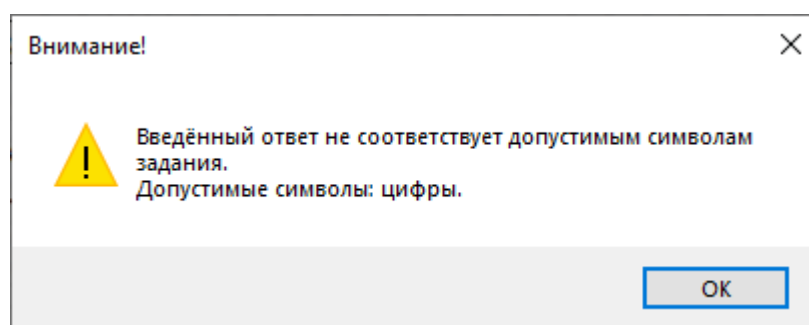 Внимание!
Введённый ответ не соответствует допустимым символам
задания.
Допустимые символы: цифры.
ОК